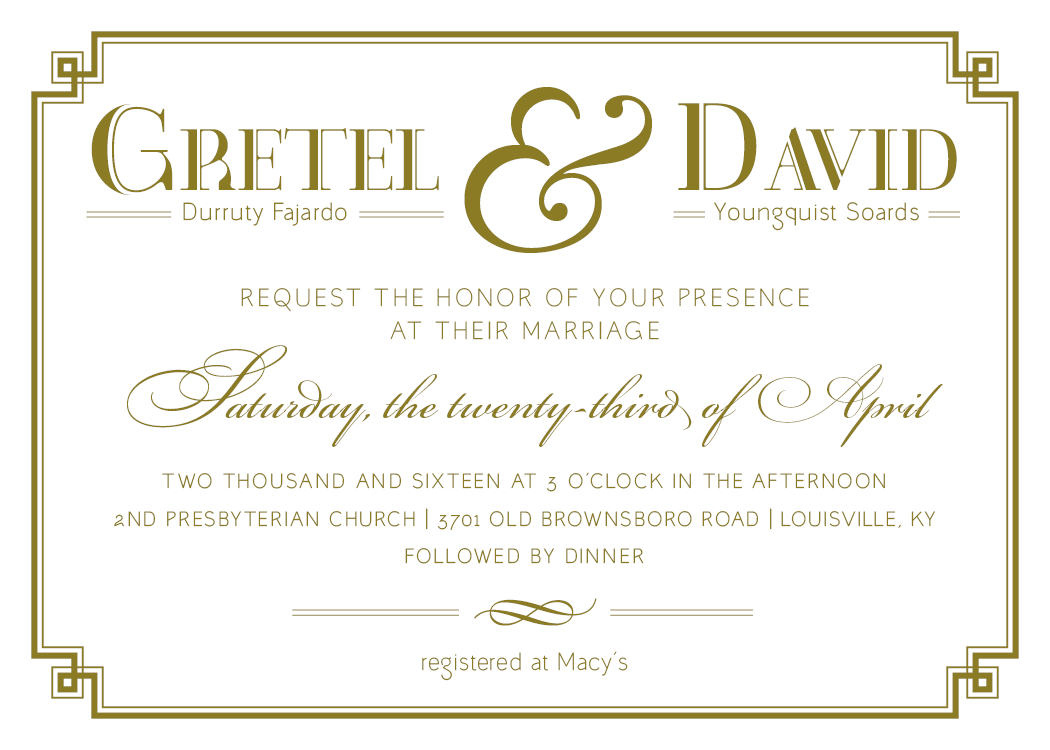 GRETEL & DAVID
Durruty Fajardo Youngquist Soards
REQUEST THE HONOR OF YOUR PRESENCE
AT THEIR MARRIAGE
Saturday, the twenty-third of April
TWO THOUSAND AND SIXTEEN AT 3 O'CLOCK IN THE AFTERNOON
2ND PRESBYTERIAN CHURCH | 3701 OLD BROWNSBORO ROAD | LOUISVILLE, KY
FOLLOWED BY DINNER
registered at Macy's